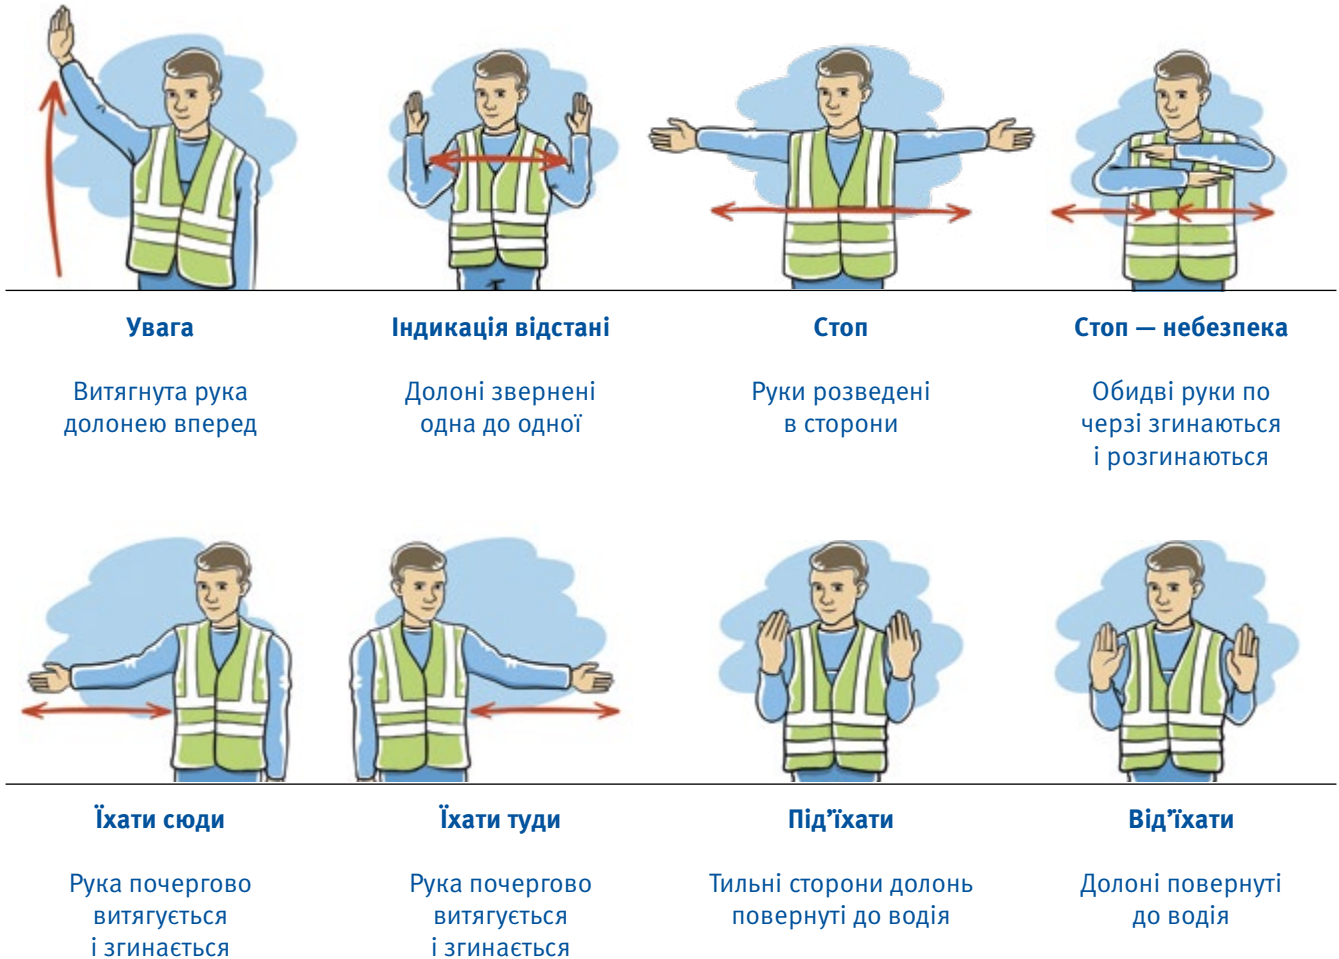 Увага
Витягнута рука
долонею вперед
Індикація відстані
Долоні звернені
одна до одної
Стоп
Руки розведені
в сторони
Стоп — небезпека
Обидві руки по
черзі згинаються
і розгинаються
Їхати сюди
Рука почергово
витягується
і згинається
Їхати туди
Рука почергово
витягується
і згинається
Під’їхати
Тильні сторони долонь
повернуті до водія
Від’їхати
Долоні повернуті
до водія